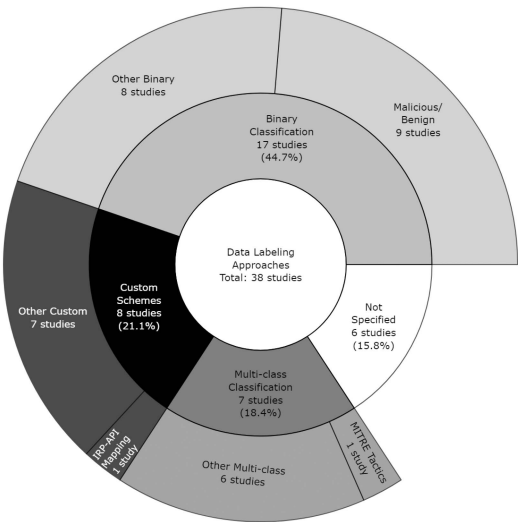 Other Binary
8 studies
Malicious/
Benign
9 studies
Binary
Classification
17 studies
(44.7%)
Data Labeling
Approaches
Total: 38 studies
Custom
Schemes
8 studies
(21.1%)
Other Custom
7 studies
Not
Specified
6 studies
(15.8%)
Multi-class
Classification
7 studies
(18.4%)
IRP-API
Mapping
1 study
Other Multi-class
6 studies
MITRE Tactics
1 study